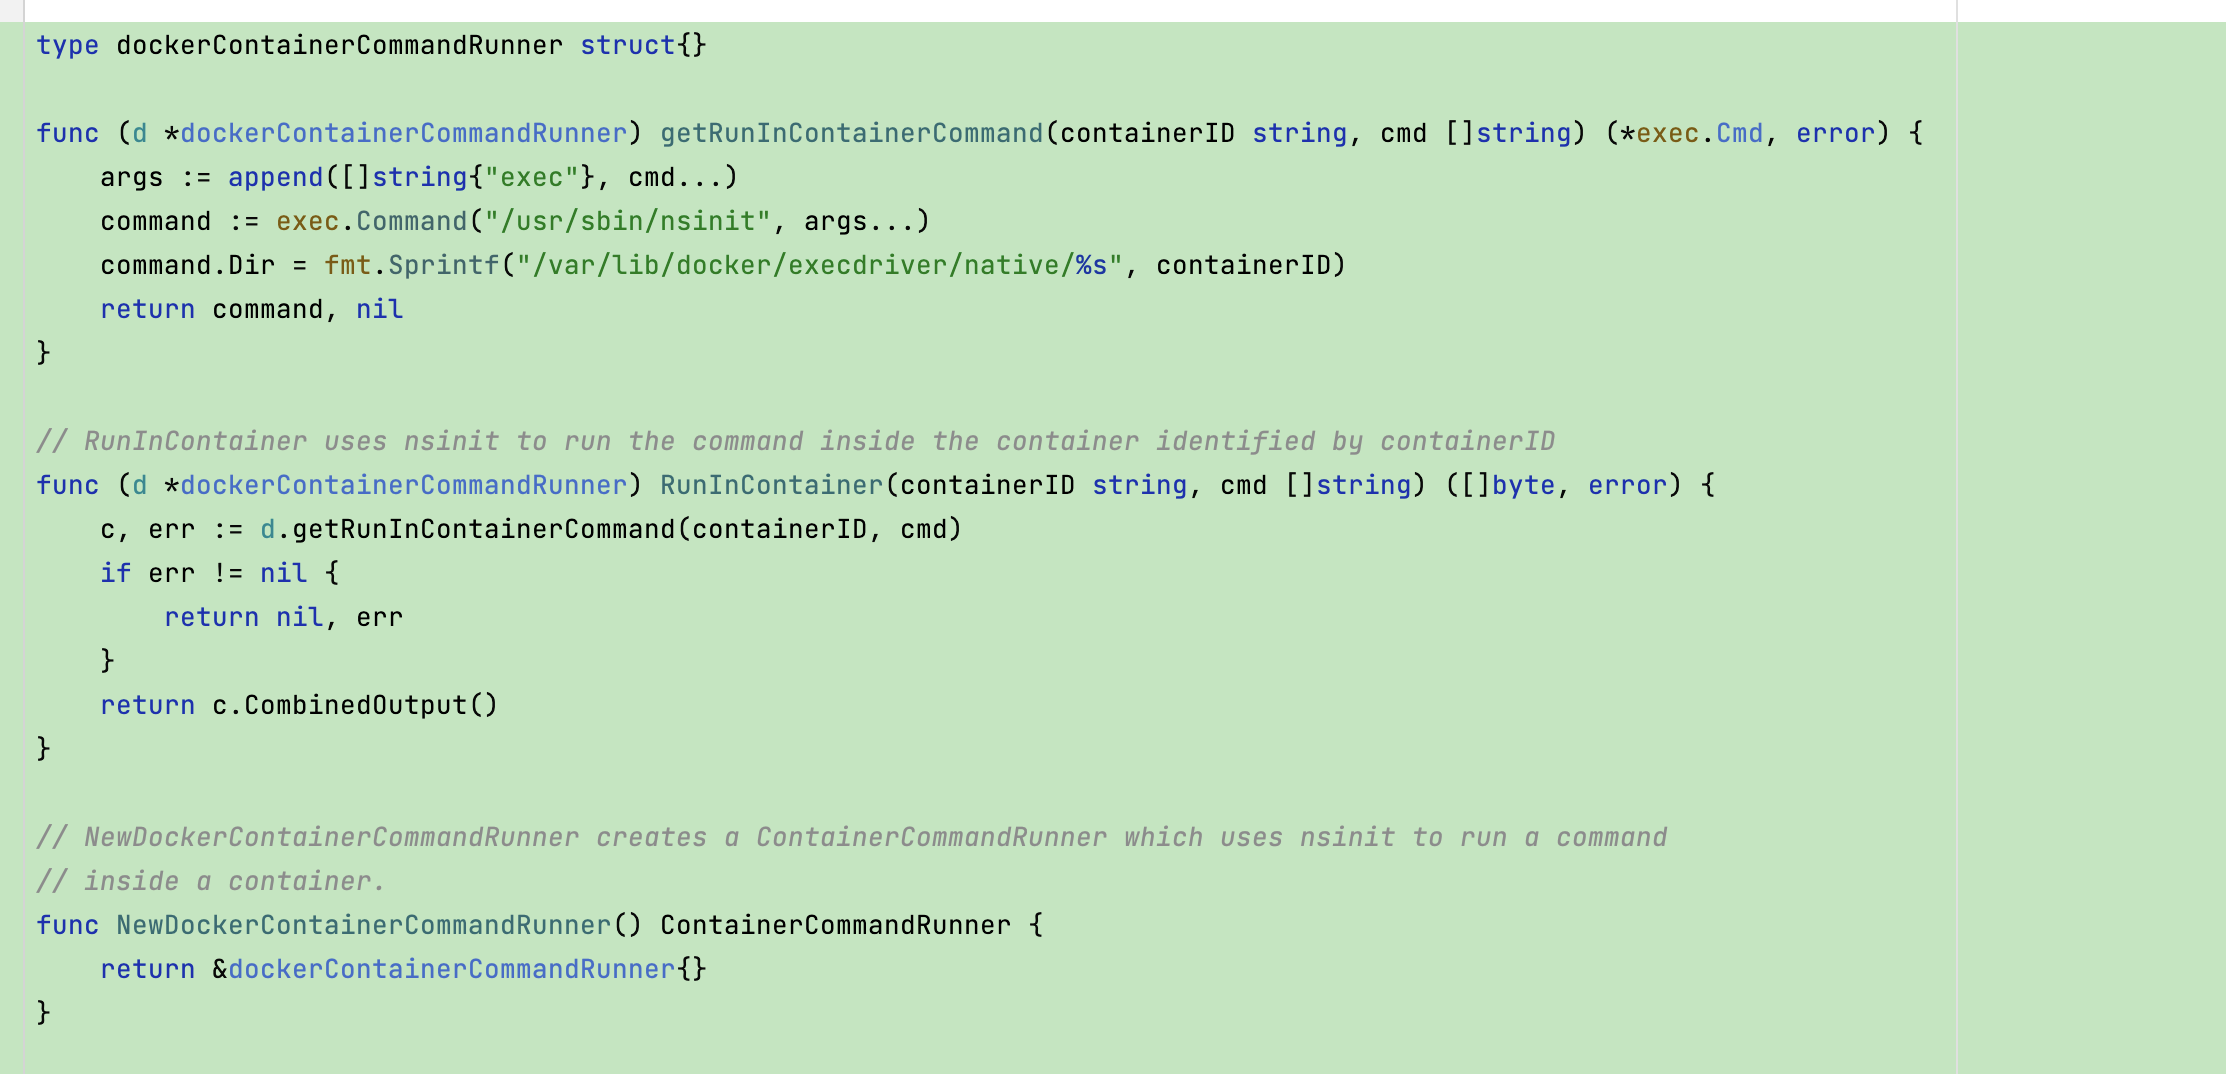 type dockerContainerCommandRunner struct{}
func (d *dockerContainerCommandRunner) getRunInContainerCommand(containerID string, cmd []string) (*exec.Cmd, error) {
    args := append([]string{"exec"}, cmd...)
    command := exec.Command("/usr/sbin/nsinit", args...)
    command.Dir = fmt.Sprintf("/var/lib/docker/execdriver/native/%s", containerID)
    return command, nil
}
// RunInContainer uses nsinit to run the command inside the container identified by containerID
func (d *dockerContainerCommandRunner) RunInContainer(containerID string, cmd []string) ([]byte, error) {
    c, err := d.getRunInContainerCommand(containerID, cmd)
    if err != nil {
        return nil, err
    }
    return c.CombinedOutput()
}
// NewDockerContainerCommandRunner creates a ContainerCommandRunner which uses nsinit to run a command
// inside a container.
func NewDockerContainerCommandRunner() ContainerCommandRunner {
    return &dockerContainerCommandRunner{}
}